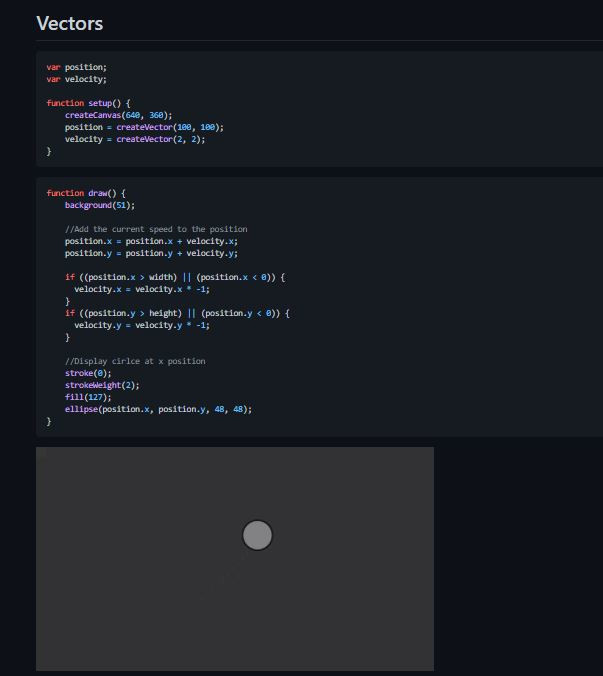 Vectors
var position;
var velocity;
function setup() {
createCanvas(640, 360);
position = createVector(100, 100);
velocity = createVector(2, 2);
}
function draw() {
background(51);
//Add the current speed to the position
position.x = position.x + velocity.x;
position.y = position.y + velocity.y;
if ((position.x > width) || (position.x < 0)) {
velocity.x = velocity.x * -1;
}
if ((position.y > height) || (position.y < 0)) {
velocity.y = velocity.y * -1;
}
//Display cirlce at x position
stroke(0);
strokeWeight(2);
fill(127);
ellipse(position.x, position.y, 48, 48);
}